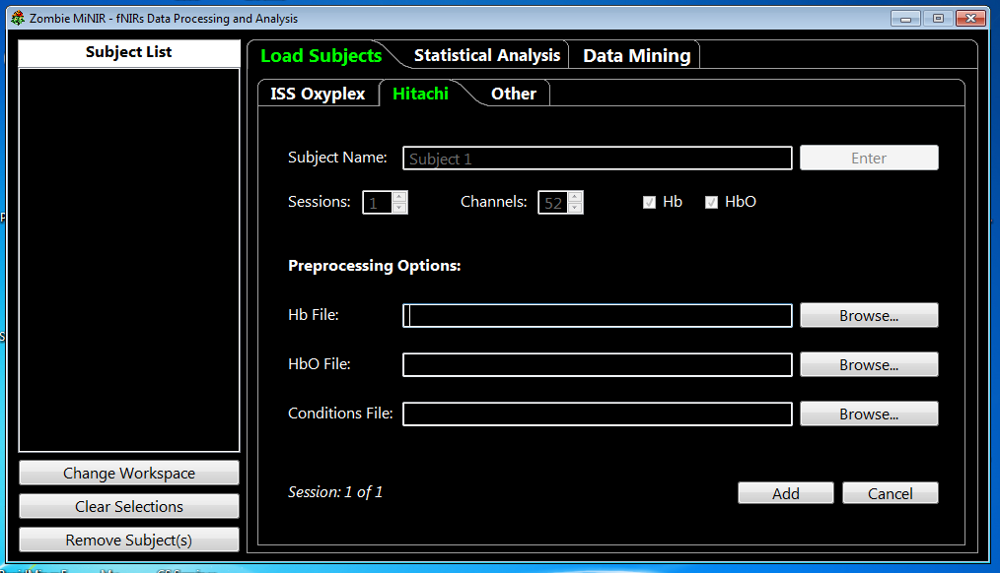 Zombie MiNIR - fNIRs Data Processing and Analysis
Subject List
Load Subjects Statistical Analysis Data Mining
ISS Oxyplex Hitachi Other
Subject Name: Subject 1 Enter
Sessions: 1 Channels: 52 Hb HbO
Preprocessing Options:
Hb File: Browse...
HbO File: Browse...
Conditions File: Browse...
Change Workspace
Session: 1 of 1 Add Cancel
Clear Selections
Remove Subject(s)